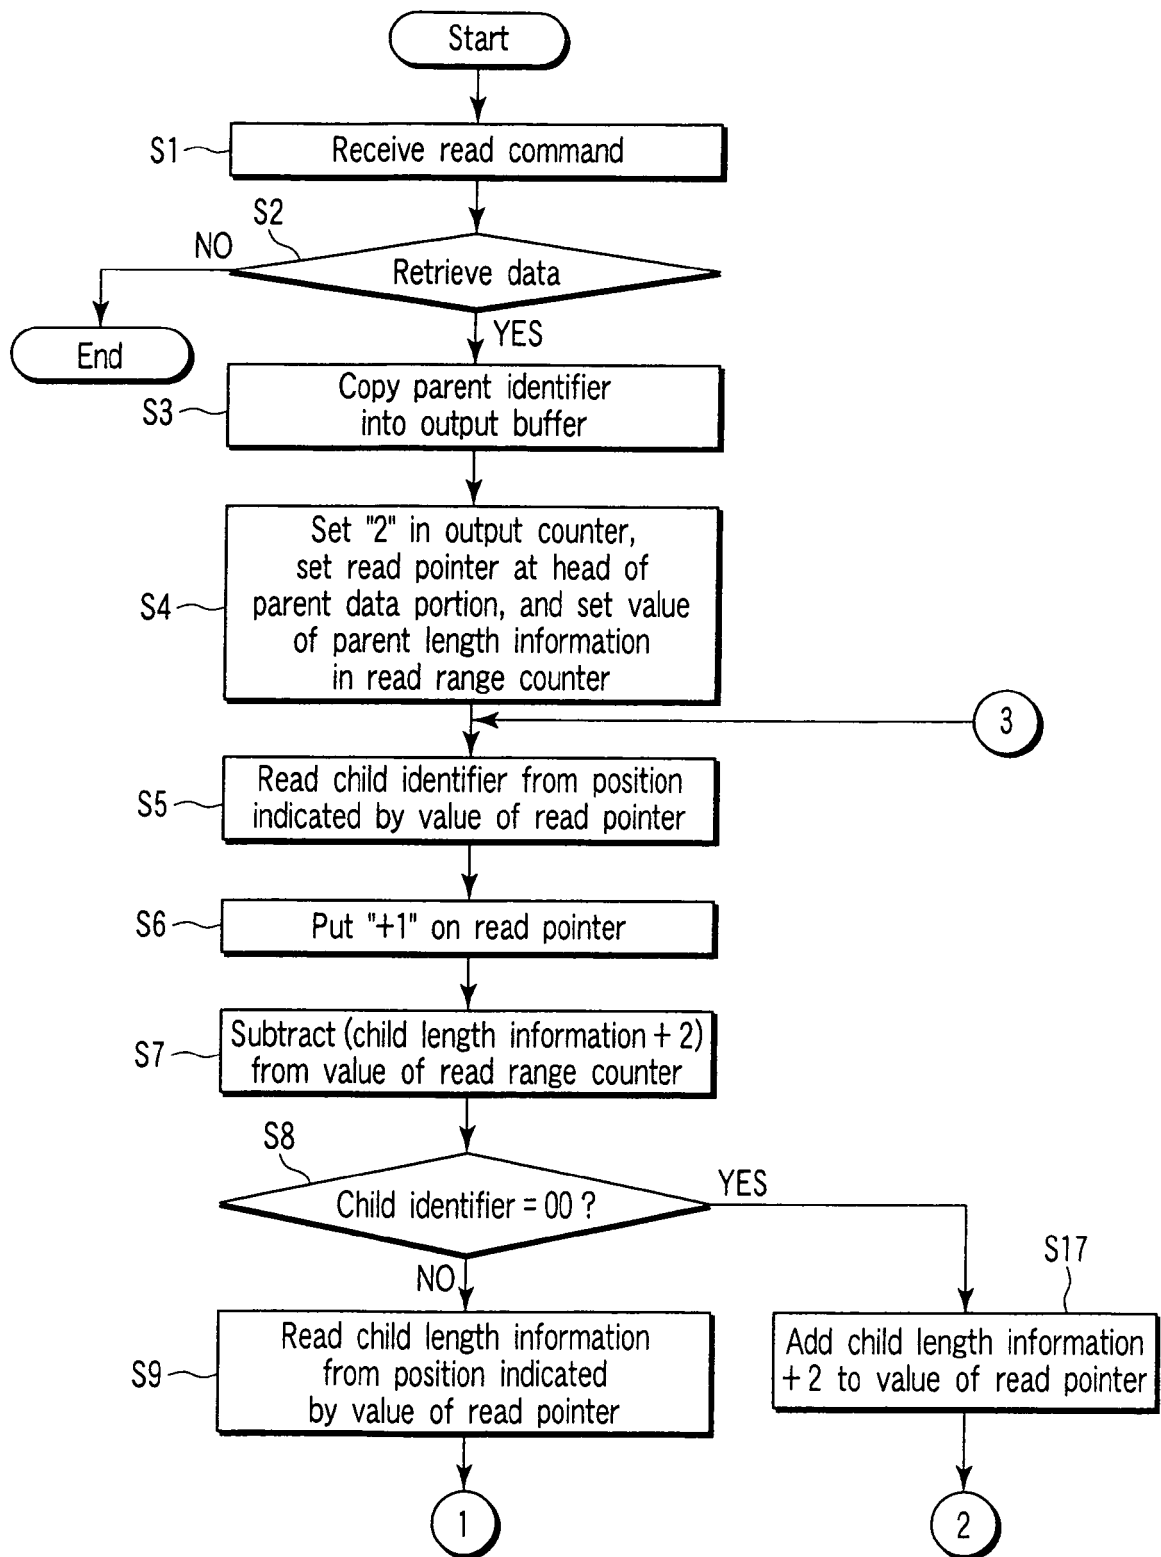 Start
S1
Receive read command
S2
NO
Retrieve data
YES
End
S3
Copy parent identifier
into output buffer
S4
Set "2" in output counter,
set read pointer at head of
parent data portion, and set value
of parent length information
in read range counter
3
S5
Read child identifier from position
indicated by value of read pointer
S6
Put "+1" on read pointer
S7
Subtract (child length information + 2)
from value of read range counter
S8
Child identifier = 00 ?
YES
NO
S17
S9
Read child length information
from position indicated
by value of read pointer
Add child length information
+ 2 to value of read pointer
1
2